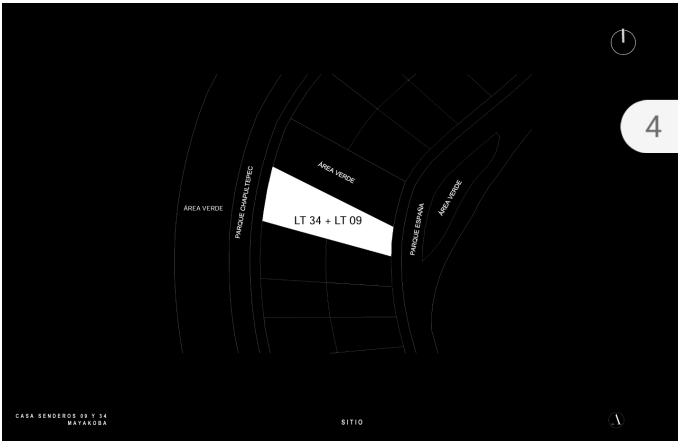 4
ÁREA VERDE
PARQUE CHAPULTEPEC
ÁREA VERDE
LT 34 + LT 09
PARQUE ESPAÑA
ÁREA VERDE
CASA SENDEROS 09 Y 34
MAYAKOBA
SITIO